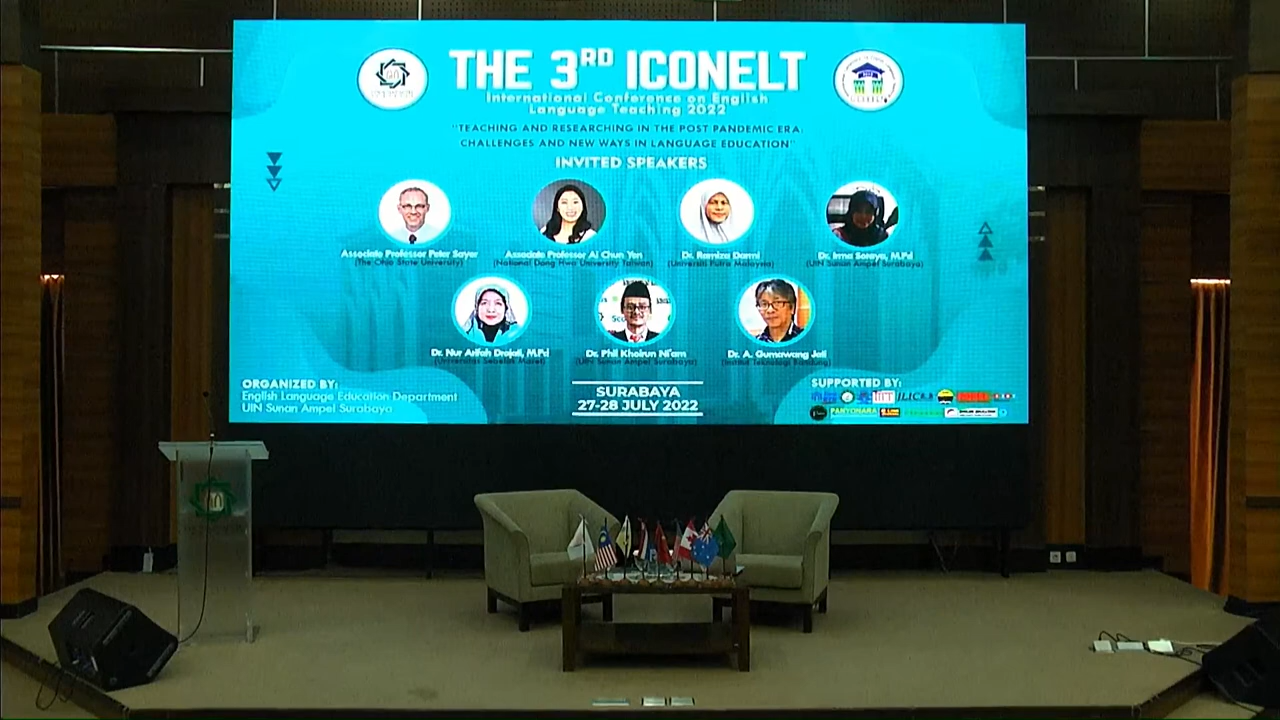 THE 3RD ICONELT
International Conference on English
Language Teaching 2022
"TEACHING AND RESEARCHING IN THE POST PANDEMIC ERA:
CHALLENGES AND NEW WAYS IN LANGUAGE EDUCATION"
INVITED SPEAKERS
Associate Professor Peter Sayer
(The Ohio State University)
Associate Professor Ai Chun Yen
(National Dong Hwa University Taiwan)
Dr. Ramiza Darmi
(Universiti Putra Malaysia)
Dr. Irma Soraya, M.Pd
(UIN Sunan Ampel Surabaya)
Dr. Nur Arifah Drajati, M.Pd
(Universitas Sebelas Maret)
Dr. Phil Khoirun Ni'am
(UIN Sunan Ampel Surabaya)
Dr. A. Gumawang Jati
(Institut Teknologi Bandung)
ORGANIZED BY:
English Language Education Department
UIN Sunan Ampel Surabaya
SURABAYA
27-28 JULY 2022
SUPPORTED BY:
PANYONARA